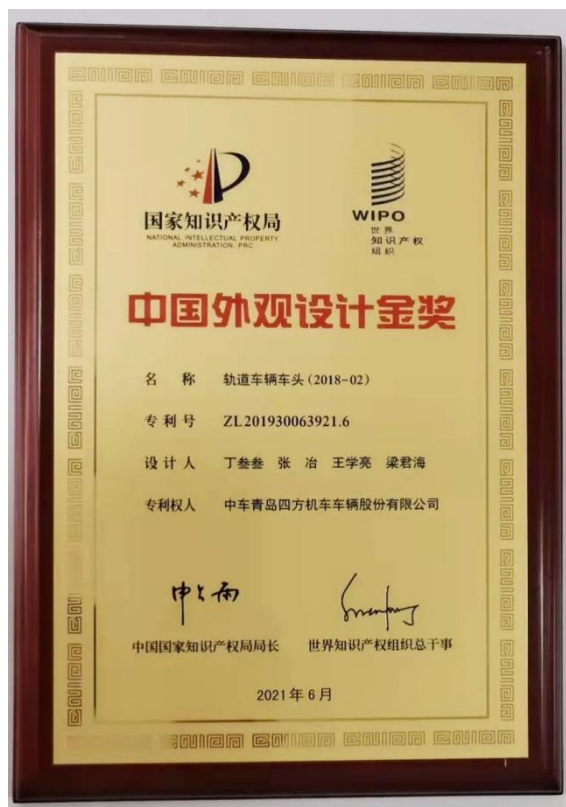 国家知识产权局
NATIONAL INTELLECTUAL PROPERTY
ADMINISTRATION, PRC
WIPO
世界
知识产权
组织
中国外观设计金奖
名 称 轨道车辆车头(2018-02)
专利号 ZL201930063921.6
设计人 丁叁叁 张 冶 王学亮 梁君海
专利权人 中车青岛四方机车车辆股份有限公司
申长雨
中国国家知识产权局局长 世界知识产权组织总干事
2021年6月